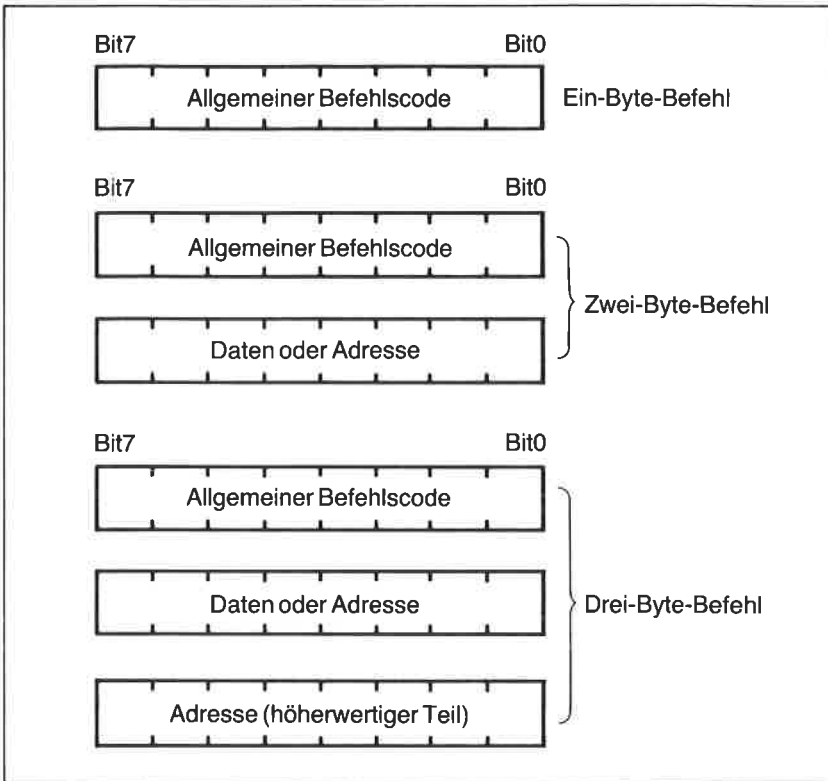 Bit7 Bit0
Allgemeiner Befehlscode Ein-Byte-Befehl
Bit7 Bit0
Allgemeiner Befehlscode
Zwei-Byte-Befehl
Daten oder Adresse
Bit7 Bit0
Allgemeiner Befehlscode
Daten oder Adresse Drei-Byte-Befehl
Adresse (höherwertiger Teil)